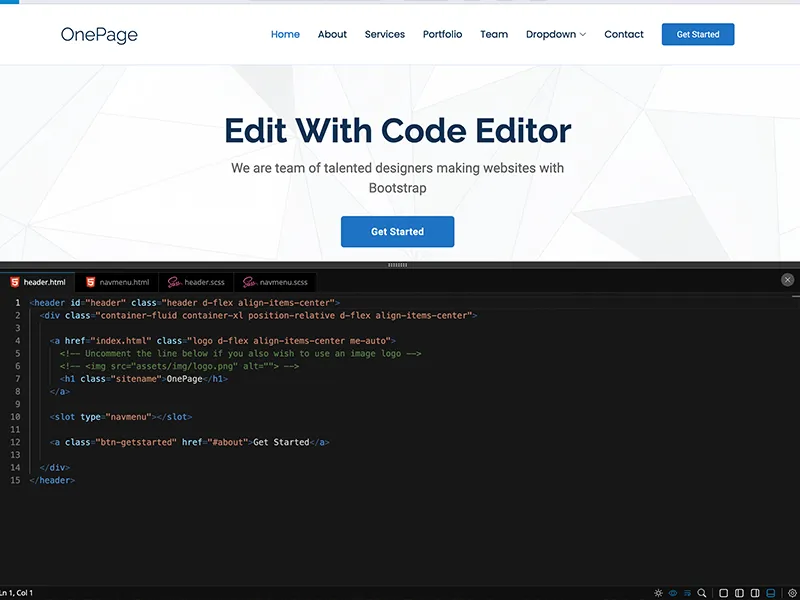 OnePage
Home About Services Portfolio Team Dropdown Contact Get Started
Edit With Code Editor
We are team of talented designers making websites with
Bootstrap
Get Started
header.html navmenu.html header.scss navmenu.scss
1 <header id="header" class="header d-flex align-items-center">
2 <div class="container-fluid container-xl position-relative d-flex align-items-center">
3
4 <a href="index.html" class="logo d-flex align-items-center me-auto">
5 <!-- Uncomment the line below if you also wish to use an image logo -->
6 <!-- <img src="assets/img/logo.png" alt=""> -->
7 <h1 class="sitename">OnePage</h1>
8 </a>
9
10 <slot type="navmenu"></slot>
11
12 <a class="btn-getstarted" href="#about">Get Started</a>
13
14 </div>
15 </header>
Ln 1, Col 1